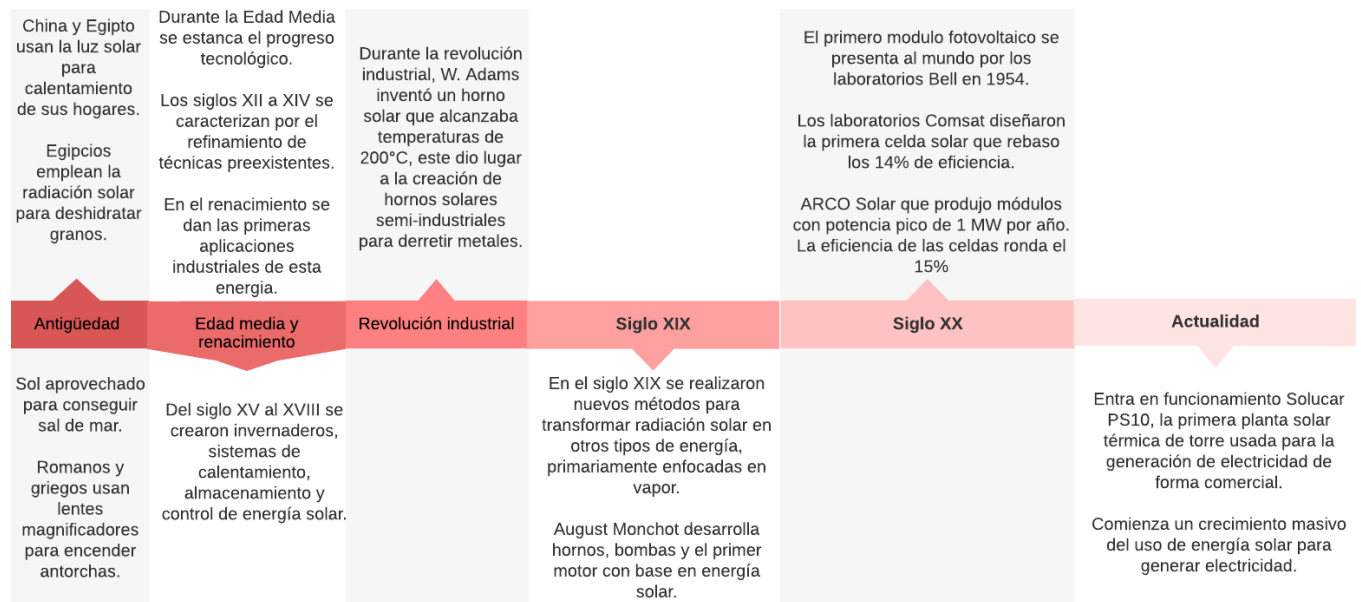 China y Egipto
usan la luz solar
para
calentamiento
de sus hogares.
Egipcios
emplean la
radiación solar
para deshidratar
granos.
Antigüedad
Sol aprovechado
para conseguir
sal de mar.
Romanos y
griegos usan
lentes
magnificadores
para encender
antorchas.
Durante la Edad Media
se estanca el progreso
tecnológico.
Los siglos XII a XIV se
caracterizan por el
refinamiento de
técnicas preexistentes.
En el renacimiento se
dan las primeras
aplicaciones
industriales de esta
energia.
Edad media y
renacimiento
Del siglo XV al XVIII se
crearon invernaderos,
sistemas de
calentamiento,
almacenamiento y
control de energía solar.
Durante la revolución
industrial, W. Adams
inventó un horno
solar que alcanzaba
temperaturas de
200°C, este dio lugar
a la creación de
hornos solares
semi-industriales
para derretir metales.
Revolución industrial
Siglo XIX
En el siglo XIX se realizaron
nuevos métodos para
transformar radiación solar en
otros tipos de energía,
primariamente enfocadas en
vapor.
August Monchot desarrolla
hornos, bombas y el primer
motor con base en energía
solar.
El primero modulo fotovoltaico se
presenta al mundo por los
laboratorios Bell en 1954.
Los laboratorios Comsat diseñaron
la primera celda solar que rebaso
los 14% de eficiencia.
ARCO Solar que produjo módulos
con potencia pico de 1 MW por año.
La eficiencia de las celdas ronda el
15%
Siglo XX
Actualidad
Entra en funcionamiento Solucar
PS10, la primera planta solar
térmica de torre usada para la
generación de electricidad de
forma comercial.
Comienza un crecimiento masivo
del uso de energía solar para
generar electricidad.